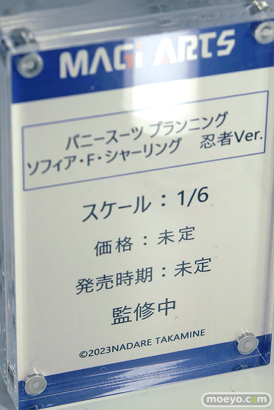 MAGI ARTS
バニースーツ プランニング
ソフィア・F・シャーリング 忍者Ver.
スケール：1/6
価格：未定
発売時期：未定
監修中
©2023NADARE TAKAMINE
moeyo.com